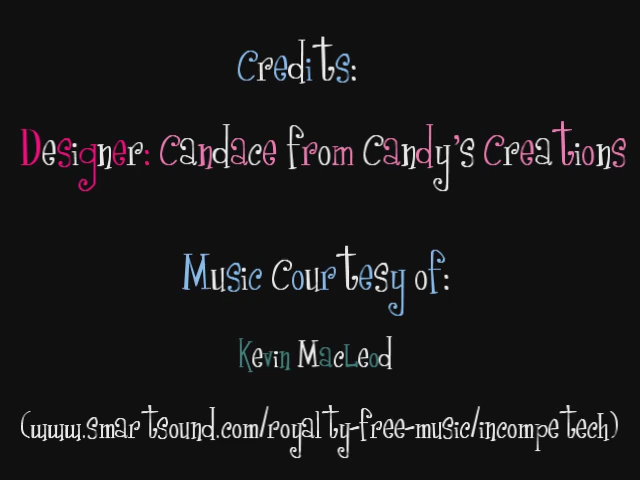 Credits:
Designer: Candace from Candy's Creations
Music Courtesy of:
Kevin MacLeod
(www.smartsound.com/royalty-free-music/incompetech)